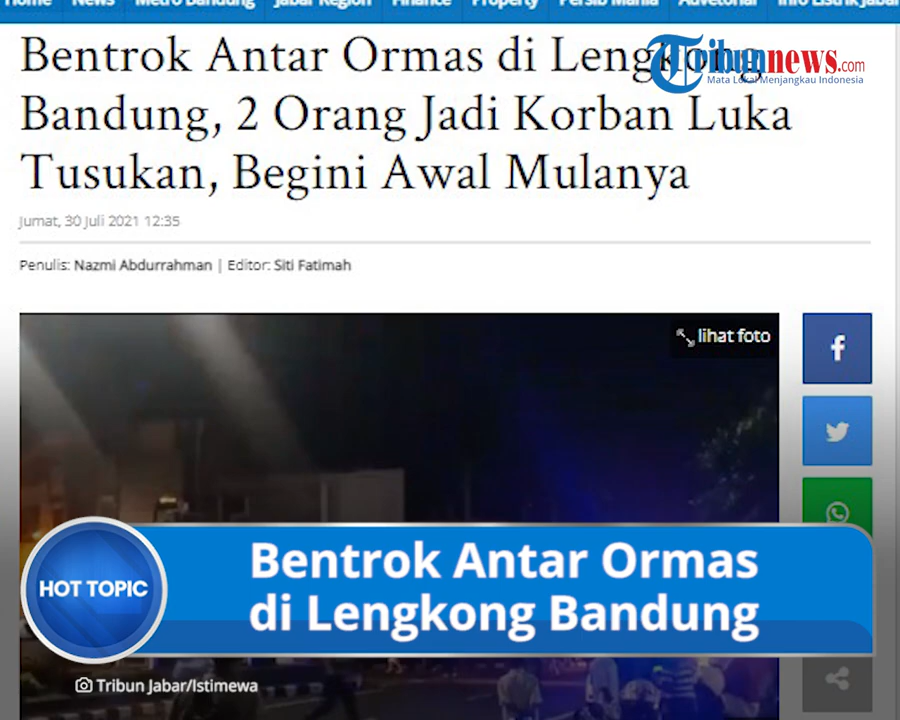 Home News Metro Bandung Jabar Region Finance Property Persib Mania Advetorial Info Listrik Jabar
Bentrok Antar Ormas di Lengkong
Tribunnews.com
Mata Lokal Menjangkau Indonesia
Bandung, 2 Orang Jadi Korban Luka
Tusukan, Begini Awal Mulanya
Jumat, 30 Juli 2021 12:35
Penulis: Nazmi Abdurrahman | Editor: Siti Fatimah
lihat foto
HOT TOPIC
Bentrok Antar Ormas
di Lengkong Bandung
Tribun Jabar/Istimewa